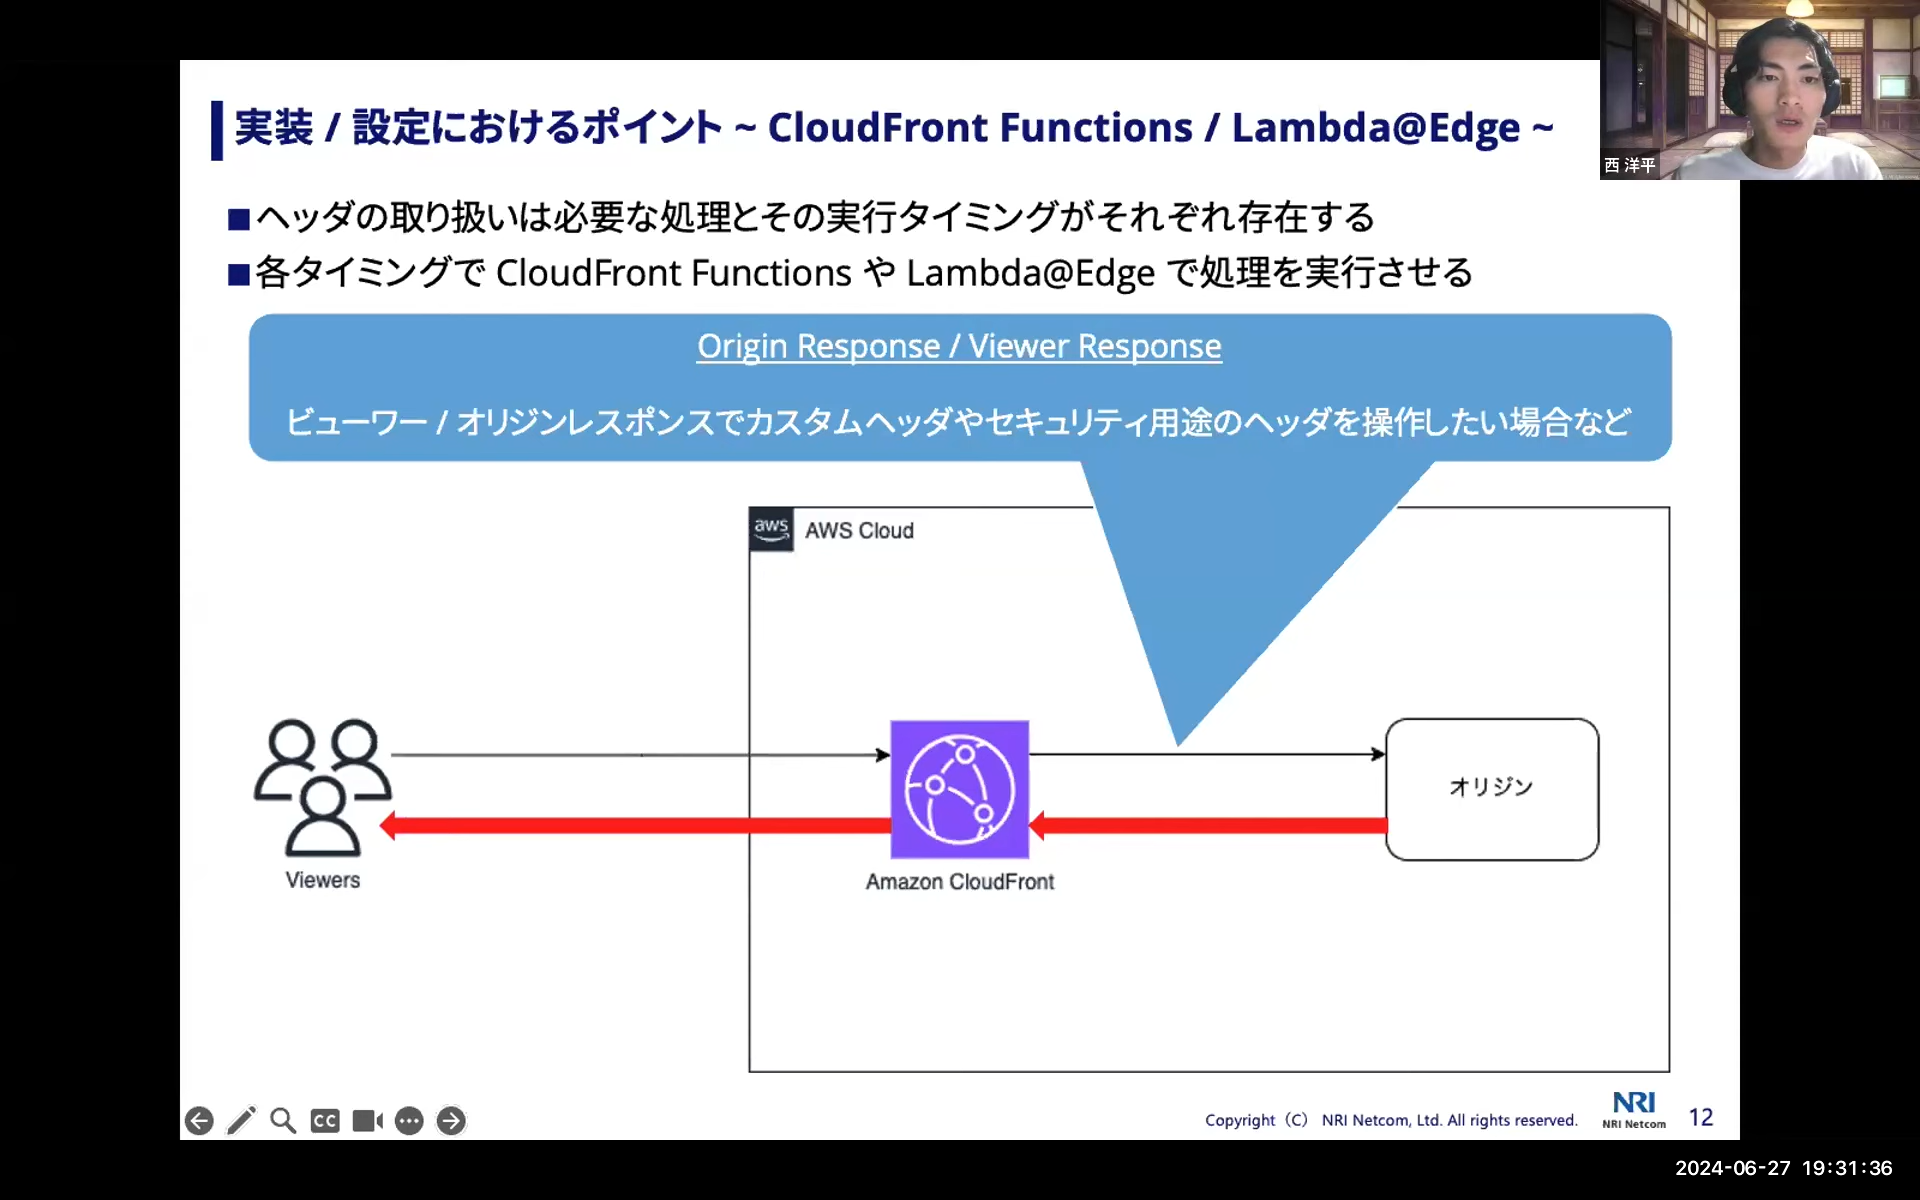 実装 / 設定におけるポイント ~ CloudFront Functions / Lambda@Edge ~
西 洋平
■ヘッダの取り扱いは必要な処理とその実行タイミングがそれぞれ存在する
■各タイミングで CloudFront Functions や Lambda@Edge で処理を実行させる
Origin Response / Viewer Response
ビューワー / オリジンレスポンスでカスタムヘッダやセキュリティ用途のヘッダを操作したい場合など
aws
AWS Cloud
オリジン
Viewers
Amazon CloudFront
CC
Copyright（C） NRI Netcom, Ltd. All rights reserved.
NRI
NRI Netcom
12
2024-06-27 19:31:36